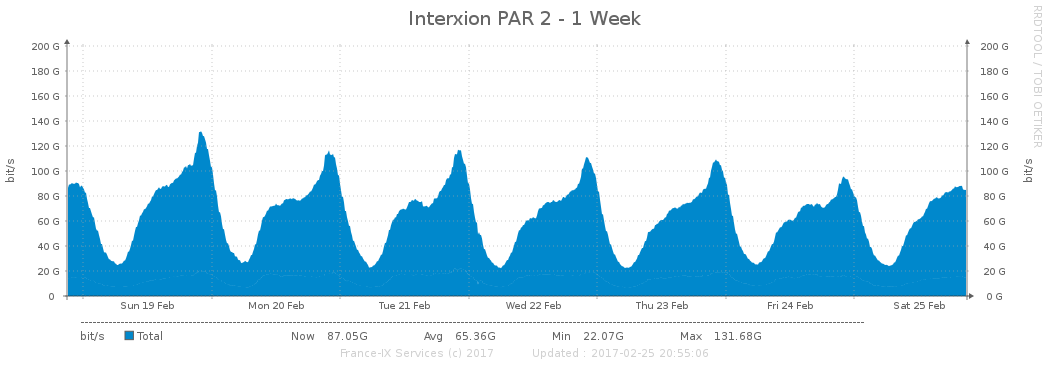 Interxion PAR 2 - 1 Week
RRDTOOL / TOBI OETIKER
bit/s
200 G
180 G
160 G
140 G
120 G
100 G
80 G
60 G
40 G
20 G
0
200 G
180 G
160 G
140 G
120 G
100 G
80 G
60 G
40 G
20 G
0 G
bit/s
Sun 19 Feb Mon 20 Feb Tue 21 Feb Wed 22 Feb Thu 23 Feb Fri 24 Feb Sat 25 Feb
bit/s Total Now 87.05G Avg 65.36G Min 22.07G Max 131.68G
France-IX Services (c) 2017 Updated : 2017-02-25 20:55:06